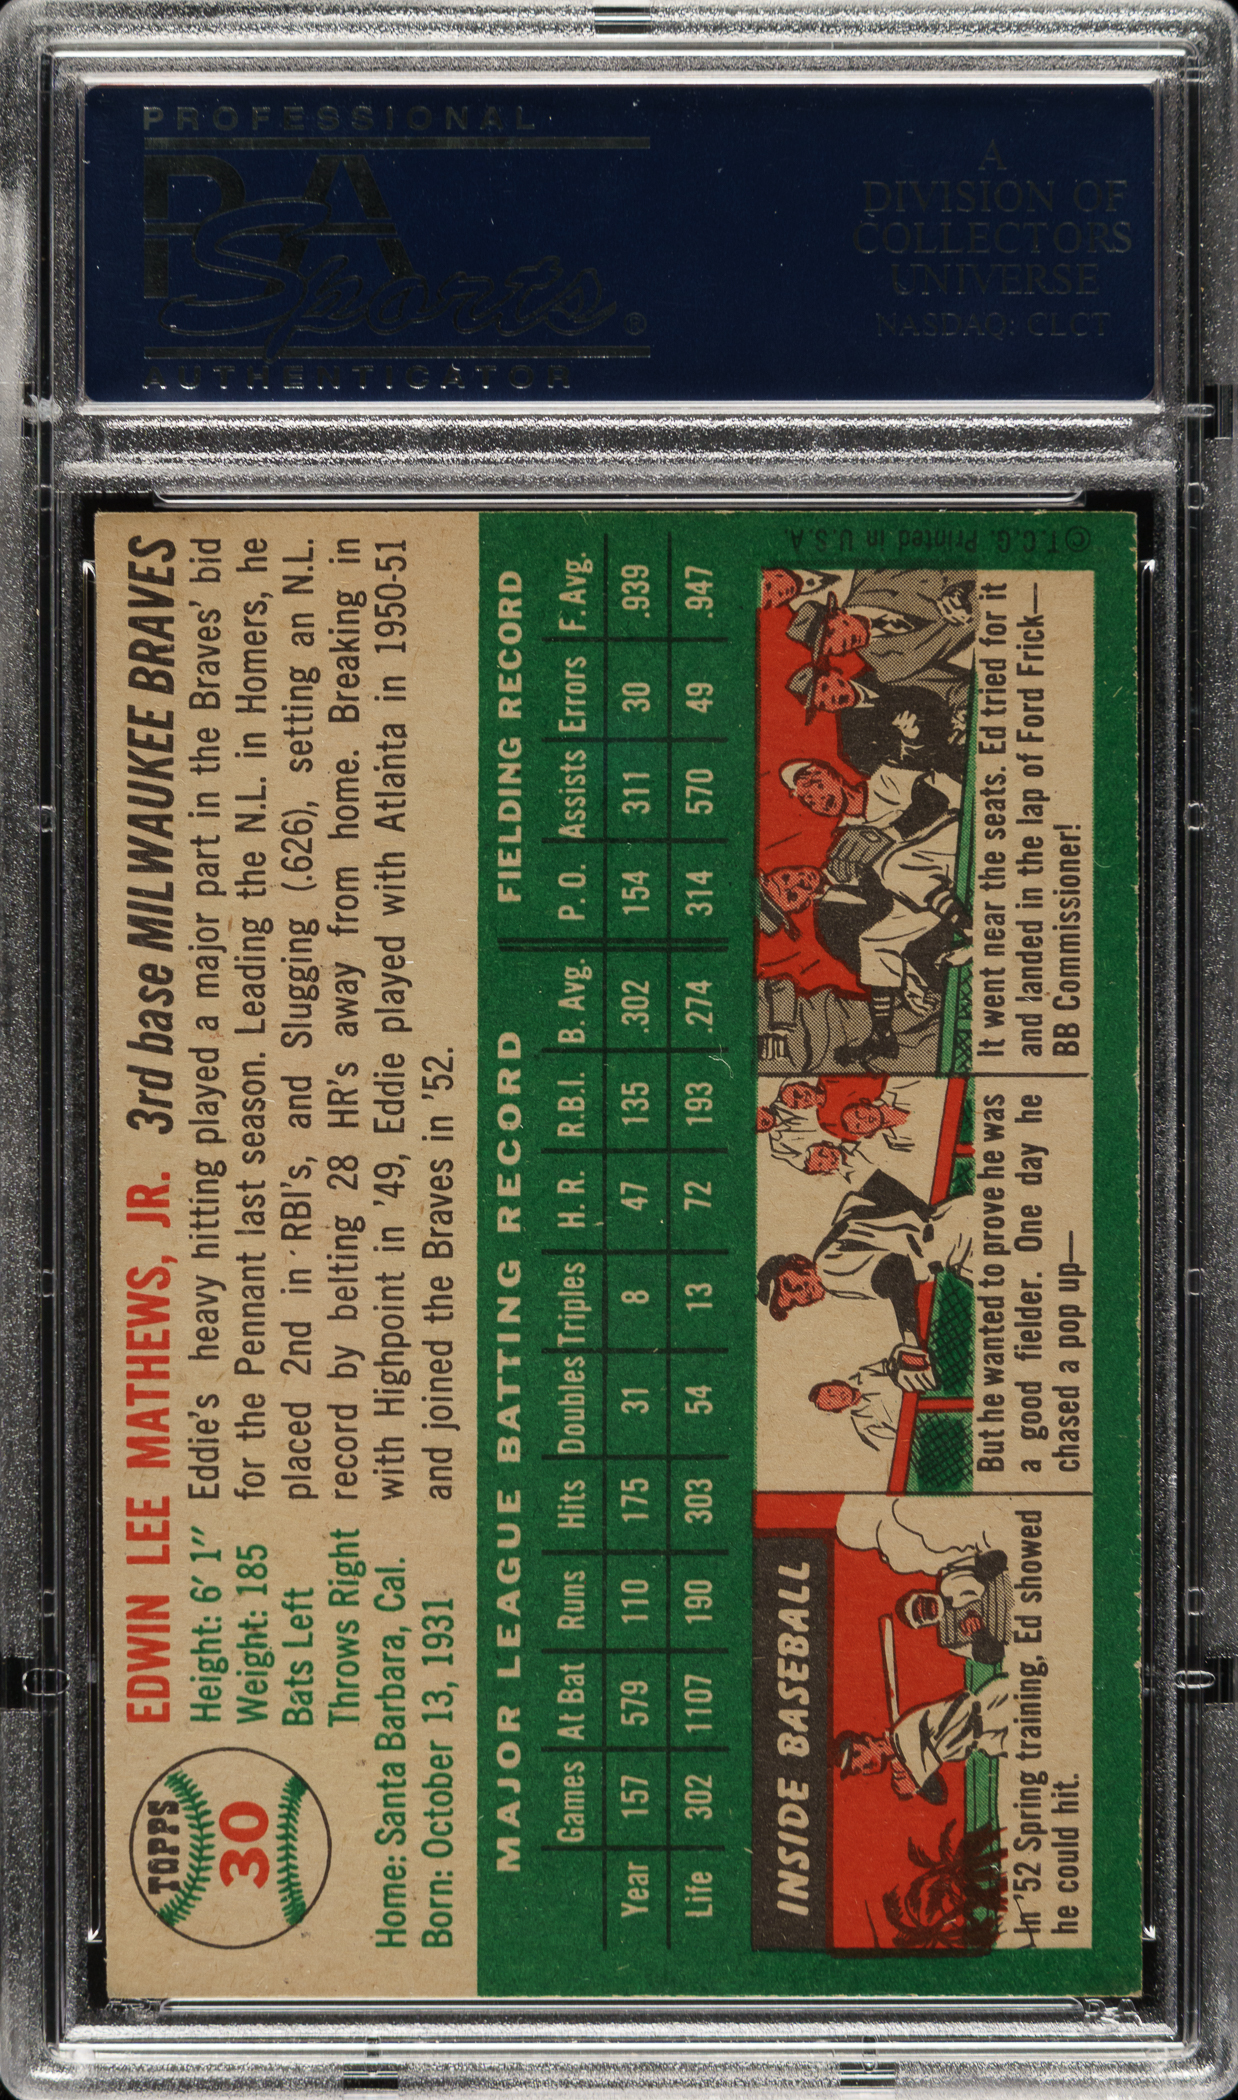 PROFESSIONAL
PSA
Sports®
AUTHENTICATOR
A
DIVISION OF
COLLECTORS
UNIVERSE
NASDAQ: CLCT
TOPPS
30
EDWIN LEE MATHEWS, JR. 3rd base MILWAUKEE BRAVES
Height: 6' 1"
Weight: 185
Bats Left
Throws Right
Home: Santa Barbara, Cal.
Born: October 13, 1931
Eddie's heavy hitting played a major part in the Braves' bid
for the Pennant last season. Leading the N.L. in Homers, he
placed 2nd in RBI's, and Slugging (.626), setting an N.L.
record by belting 28 HR's away from home. Breaking in
with Highpoint in '49, Eddie played with Atlanta in 1950-51
and joined the Braves in '52.
MAJOR LEAGUE BATTING RECORD FIELDING RECORD
Games At Bat Runs Hits Doubles Triples H. R. R.B.I. B. Avg. P. O. Assists Errors F. Avg.
Year 157 579 110 175 31 8 47 135 .302 154 311 30 .939
Life 302 1107 190 303 54 13 72 193 .274 314 570 49 .947
INSIDE BASEBALL
In '52 Spring training, Ed showed
he could hit.
But he wanted to prove he was
a good fielder. One day he
chased a pop up—
It went near the seats. Ed tried for it
and landed in the lap of Ford Frick—
BB Commissioner!
© T.C.G. Printed in U.S.A.
PSA